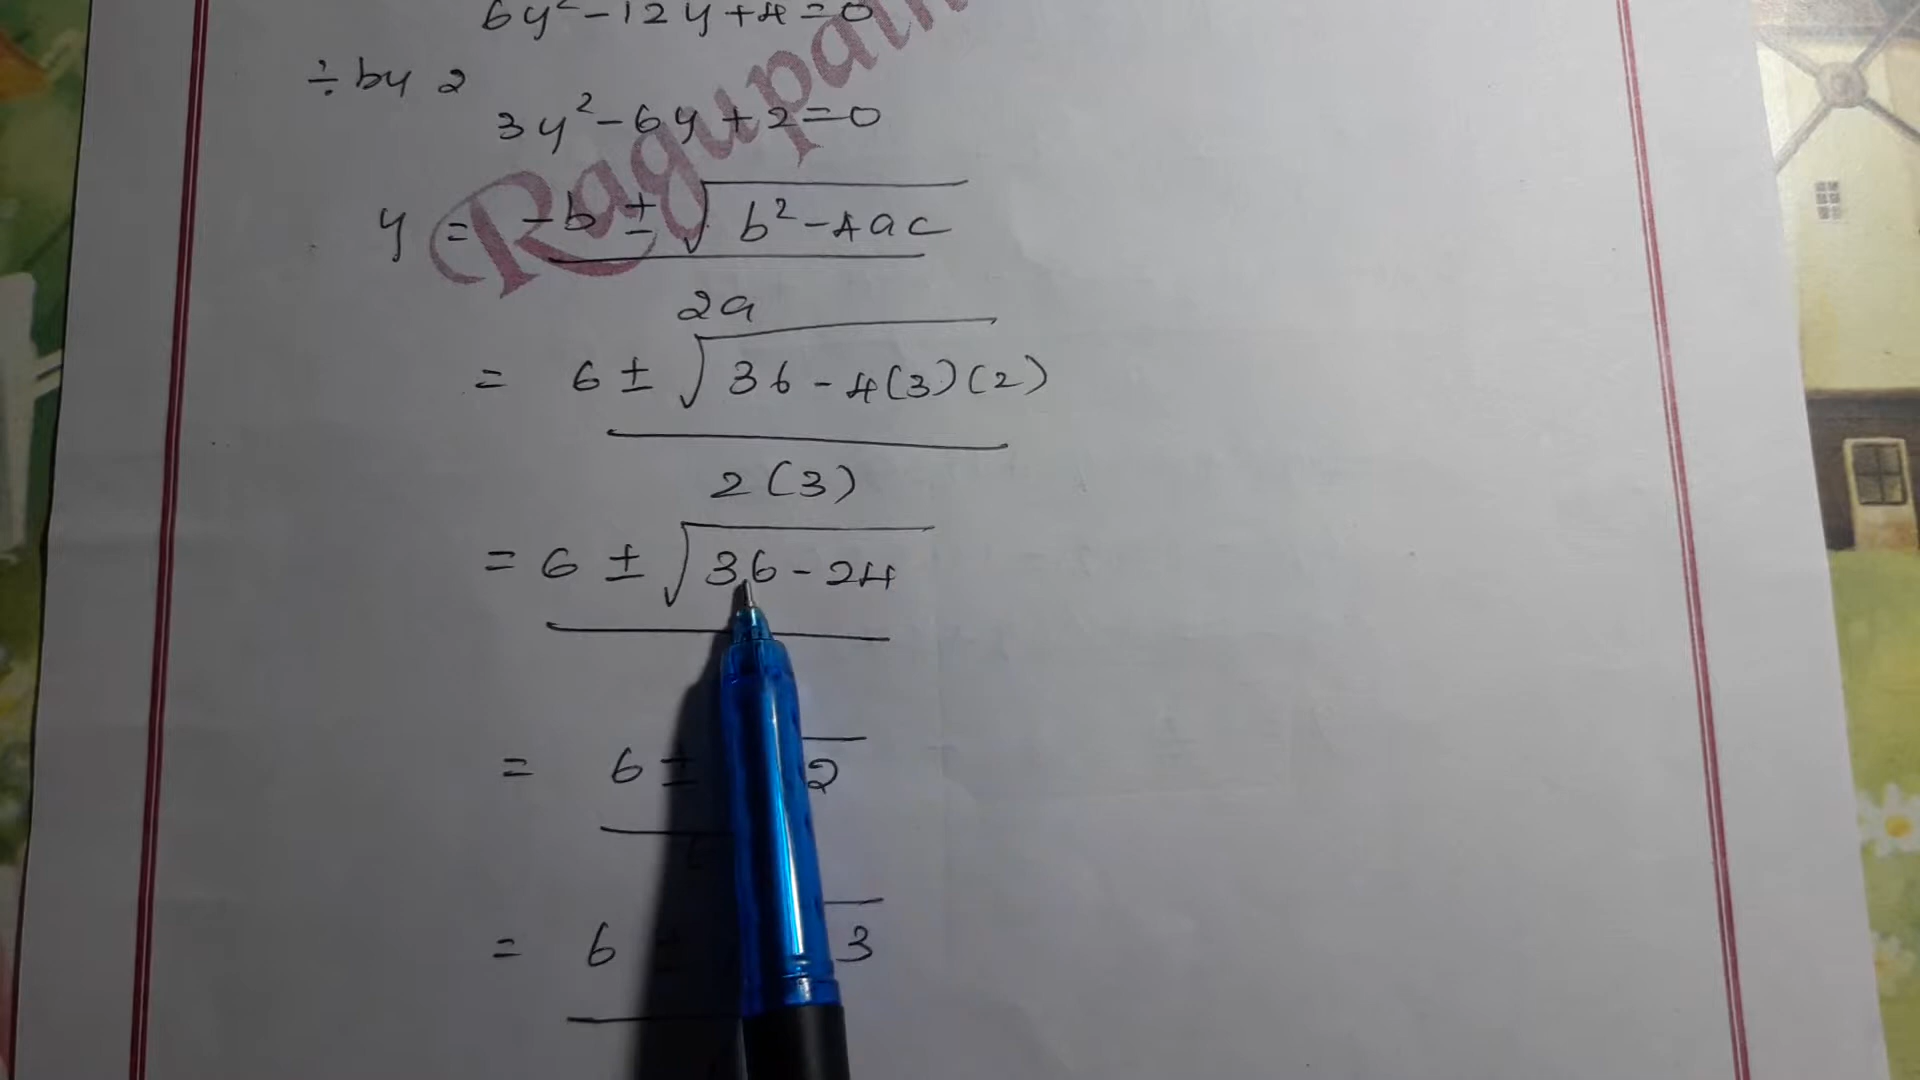 6y²-12y+4=0
÷ by 2
3y²-6y+2=0
y = -b ± √b²-4ac
2a
= 6 ± √36-4(3)(2)
2(3)
= 6 ± √36-24
= 6 ± 2
= 6 3